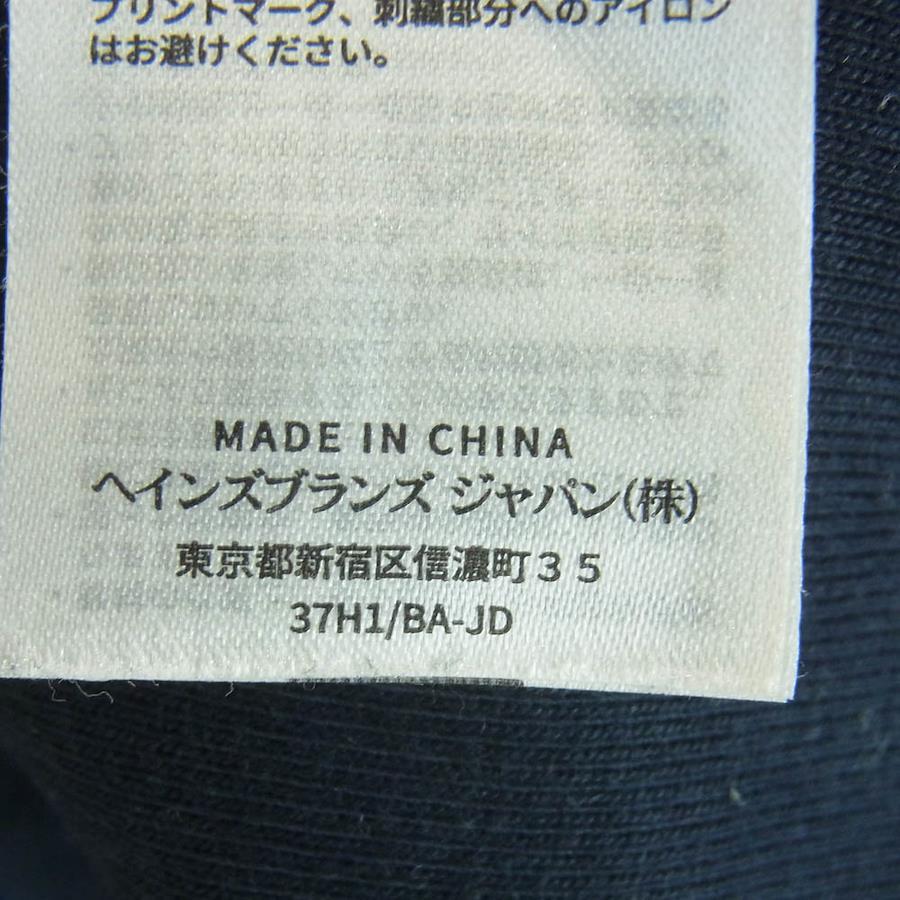 プリントマーク、刺繍部分へのアイロン
はお避けください。
MADE IN CHINA
ヘインズブランズ ジャパン(株)
東京都新宿区信濃町３５
37H1/BA-JD